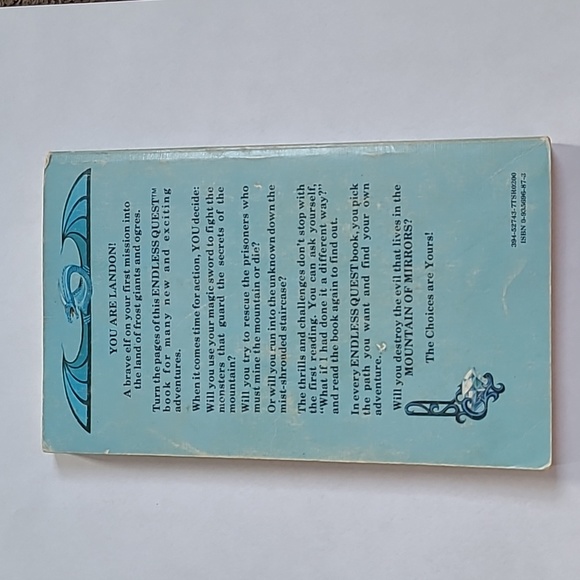 YOU ARE LANDON!
A brave elf on your first mission into
the land of frost giants and ogres.
Turn the pages of this ENDLESS QUEST™
book for many new and exciting
adventures.
When it comes time for action, YOU decide:
Will you use your magic sword to fight the
monsters that guard the secrets of the
mountain?
Will you try to rescue the prisoners who
must mine the mountain or die?
Or will you run into the unknown down the
dust-shrouded staircase?
The thrills and challenges don't stop with
the first reading. You can ask yourself,
"What if I had done it a different way?"
and read the book again to find out.
In every ENDLESS QUEST book, you pick
the path you want and find your own
adventure.
Will you destroy the evil that lives in the
MOUNTAIN OF MIRRORS?
The Choices are Yours!
394-52743-7TSR0200
ISBN 0-935696-87-3